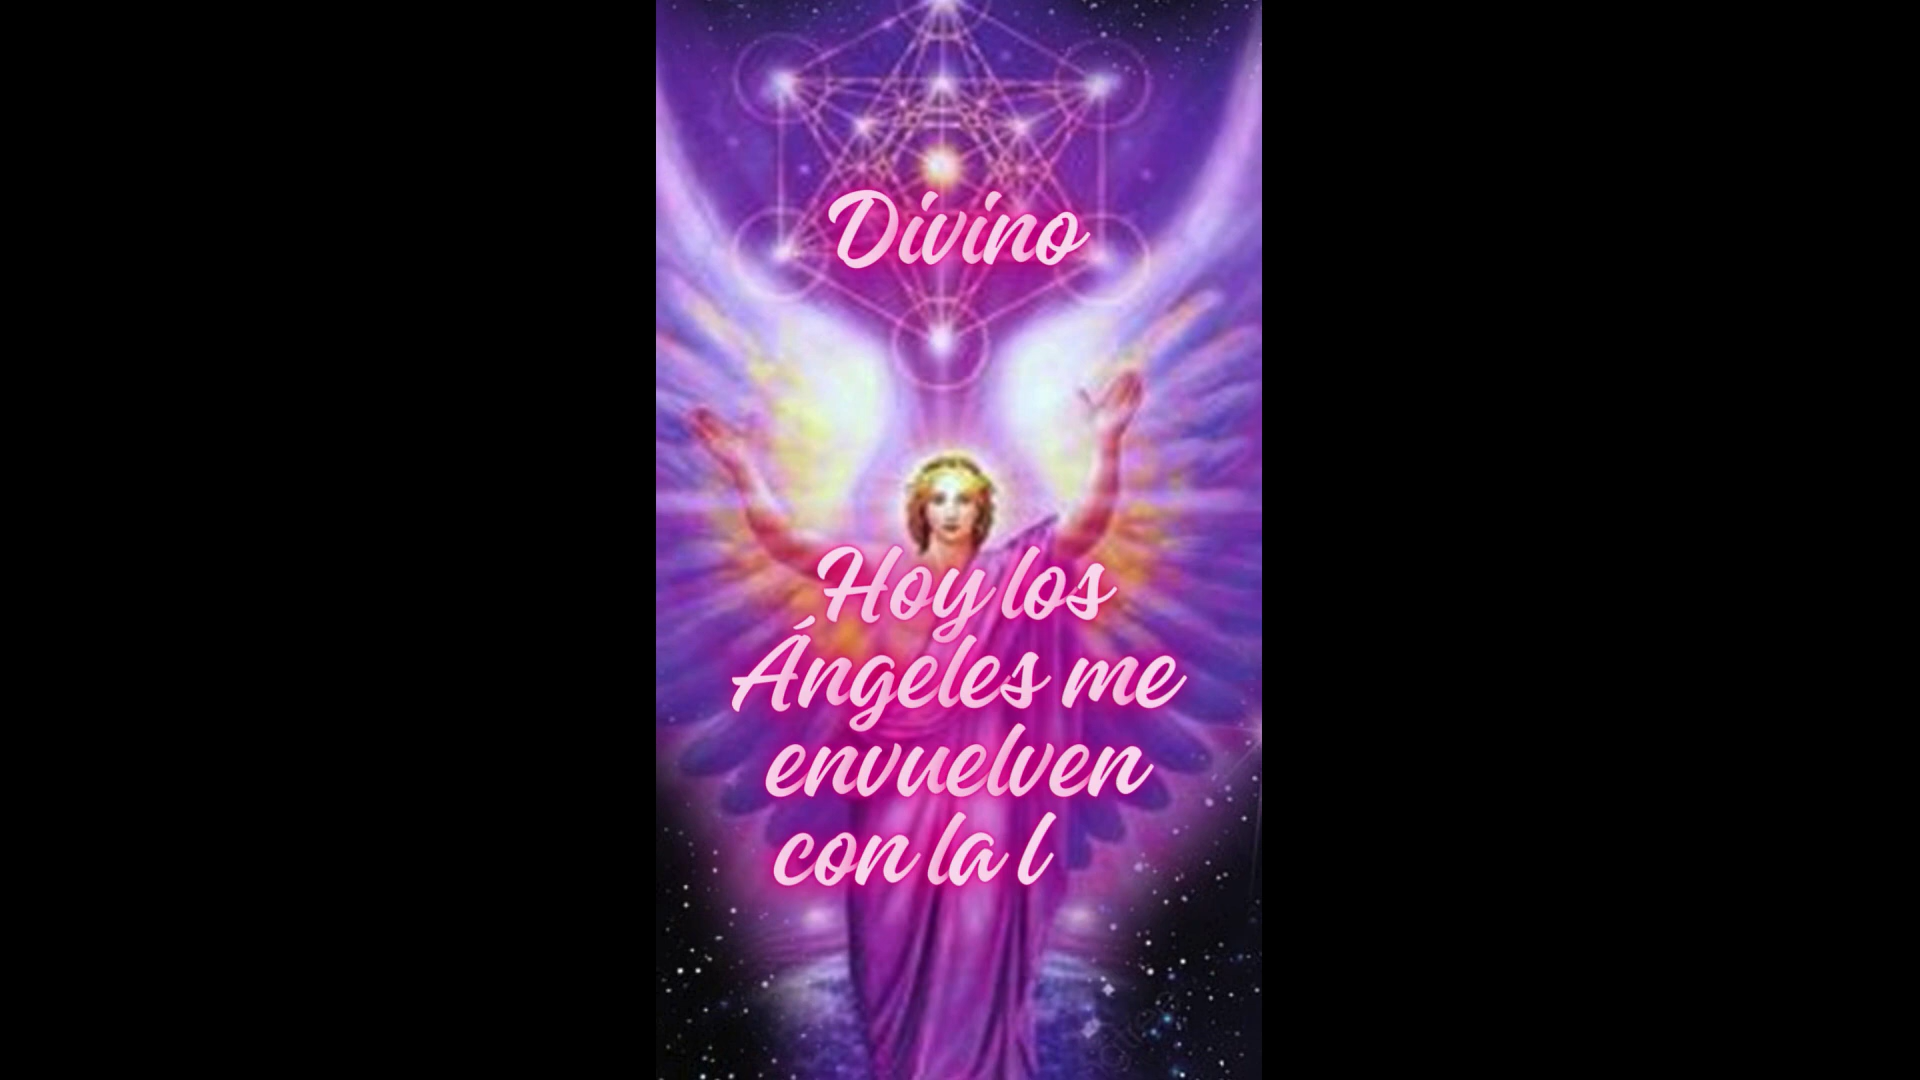 Divino
Hoy los
Ángeles me
envuelven
con la l